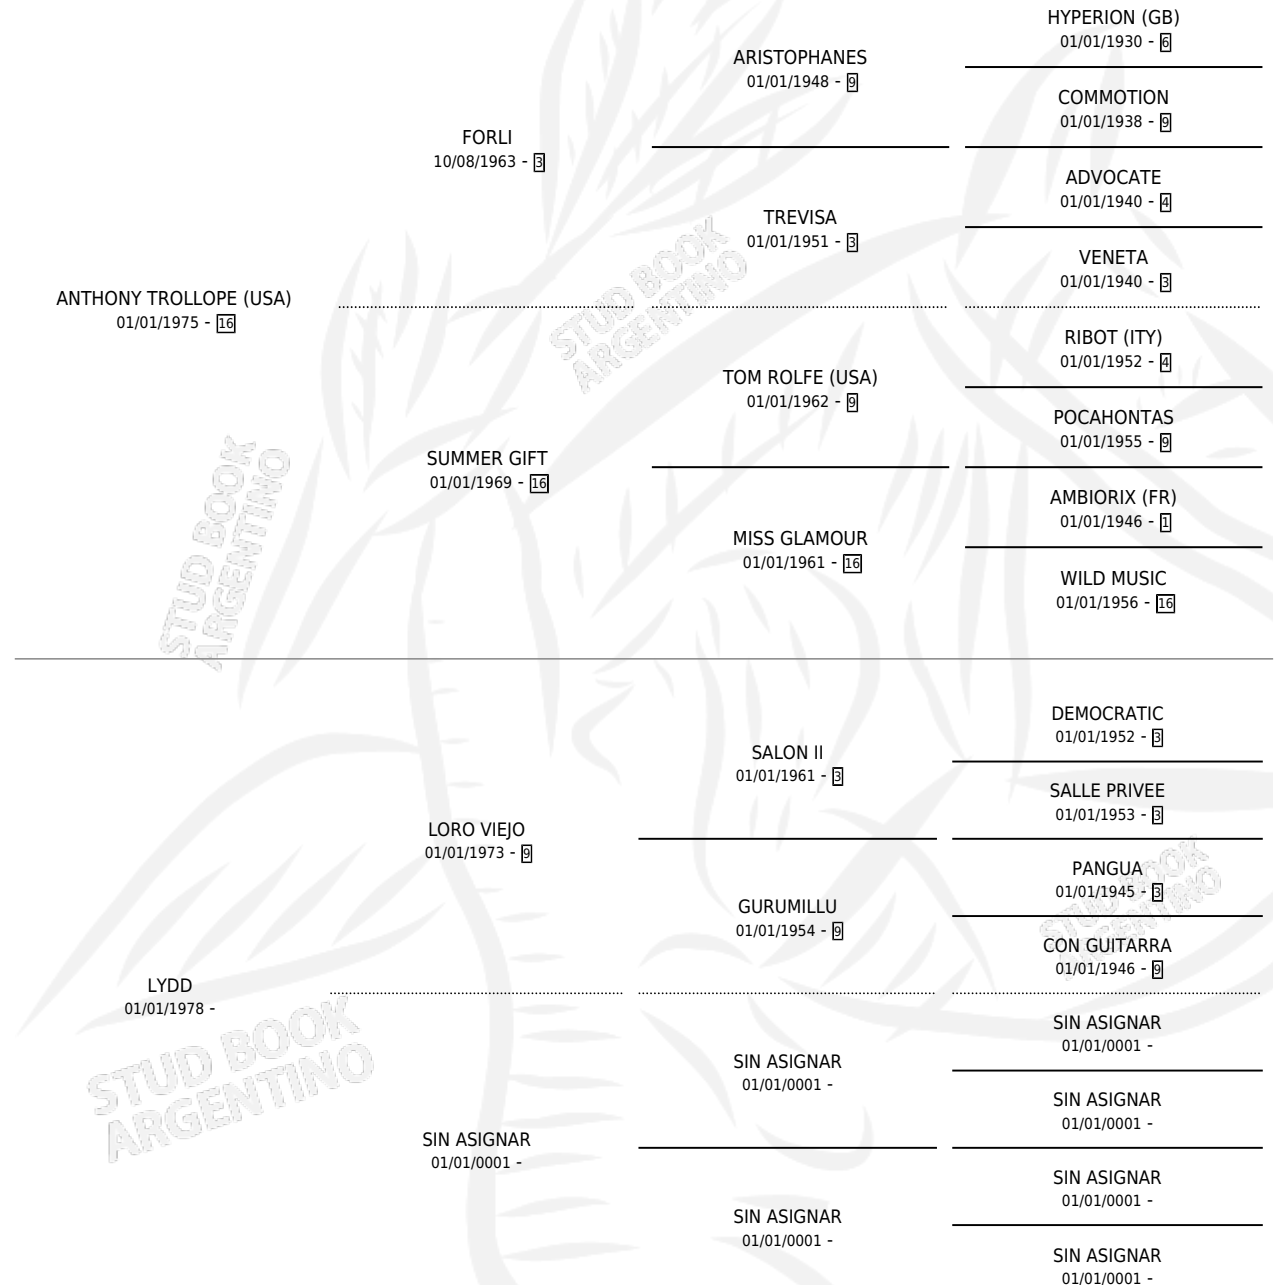 HYPERION (GB)
01/01/1930 - 6
ARISTOPHANES
01/01/1948 - 9
COMMOTION
01/01/1938 - 9
FORLI
10/08/1963 - 3
ADVOCATE
01/01/1940 - 4
TREVISA
01/01/1951 - 3
VENETA
01/01/1940 - 3
ANTHONY TROLLOPE (USA)
01/01/1975 - 16
RIBOT (ITY)
01/01/1952 - 4
TOM ROLFE (USA)
01/01/1962 - 9
POCAHONTAS
01/01/1955 - 9
SUMMER GIFT
01/01/1969 - 16
AMBIORIX (FR)
01/01/1946 - 1
MISS GLAMOUR
01/01/1961 - 16
WILD MUSIC
01/01/1956 - 16
DEMOCRATIC
01/01/1952 - 3
SALON II
01/01/1961 - 3
SALLE PRIVEE
01/01/1953 - 3
LORO VIEJO
01/01/1973 - 9
PANGUA
01/01/1945 - 3
GURUMILLU
01/01/1954 - 9
CON GUITARRA
01/01/1946 - 9
LYDD
01/01/1978 -
SIN ASIGNAR
01/01/0001 -
SIN ASIGNAR
01/01/0001 -
SIN ASIGNAR
01/01/0001 -
SIN ASIGNAR
01/01/0001 -
SIN ASIGNAR
01/01/0001 -
SIN ASIGNAR
01/01/0001 -
SIN ASIGNAR
01/01/0001 -
STUD BOOK
ARGENTINO
STUD BOOK
ARGENTINO
STUD BOOK
ARGENTINO
STUD BOOK
ARGENTINO